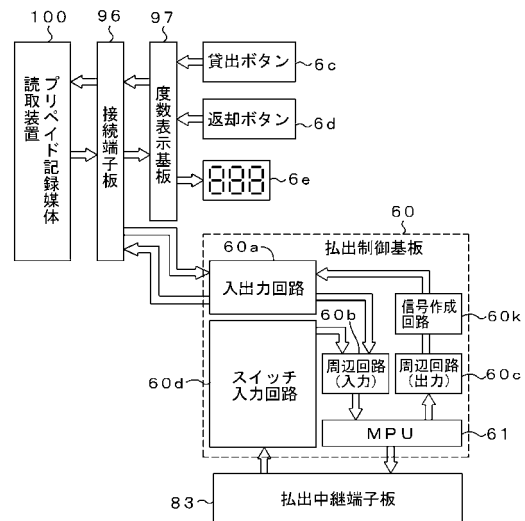 100
96
97
プリペイド記録媒体
読取装置
接続端子板
度数表示基板
貸出ボタン
6c
返却ボタン
6d
888
6e
60
払出制御基板
60a
入出力回路
信号作成
回路
60k
60b
周辺回路
(入力)
周辺回路
(出力)
60c
60d
スイッチ
入力回路
MPU
61
83
払出中継端子板